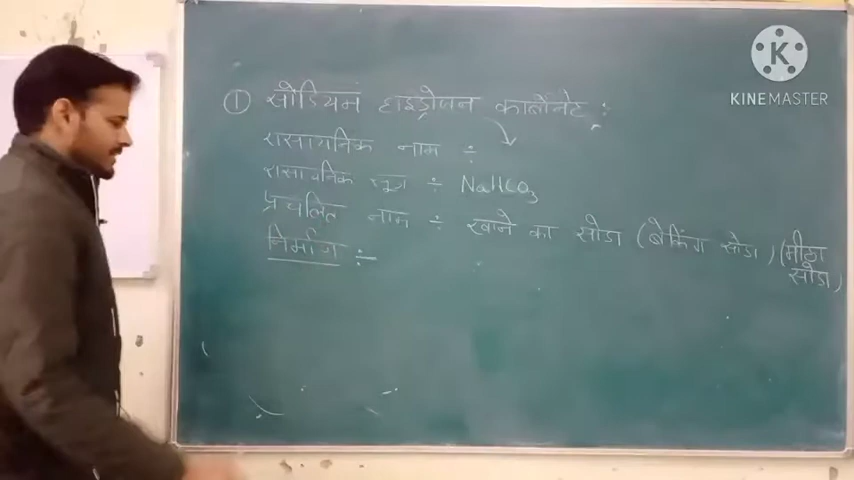 ① सोडियम हाइड्रोजन कार्बोनेट :
रासायनिक नाम ÷
रासायनिक सूत्र ÷ NaHCO₃
प्रचलित नाम ÷ खाने का सोडा (बेकिंग सोडा) (मीठा
सोडा)
निर्माण ÷
KINEMASTER